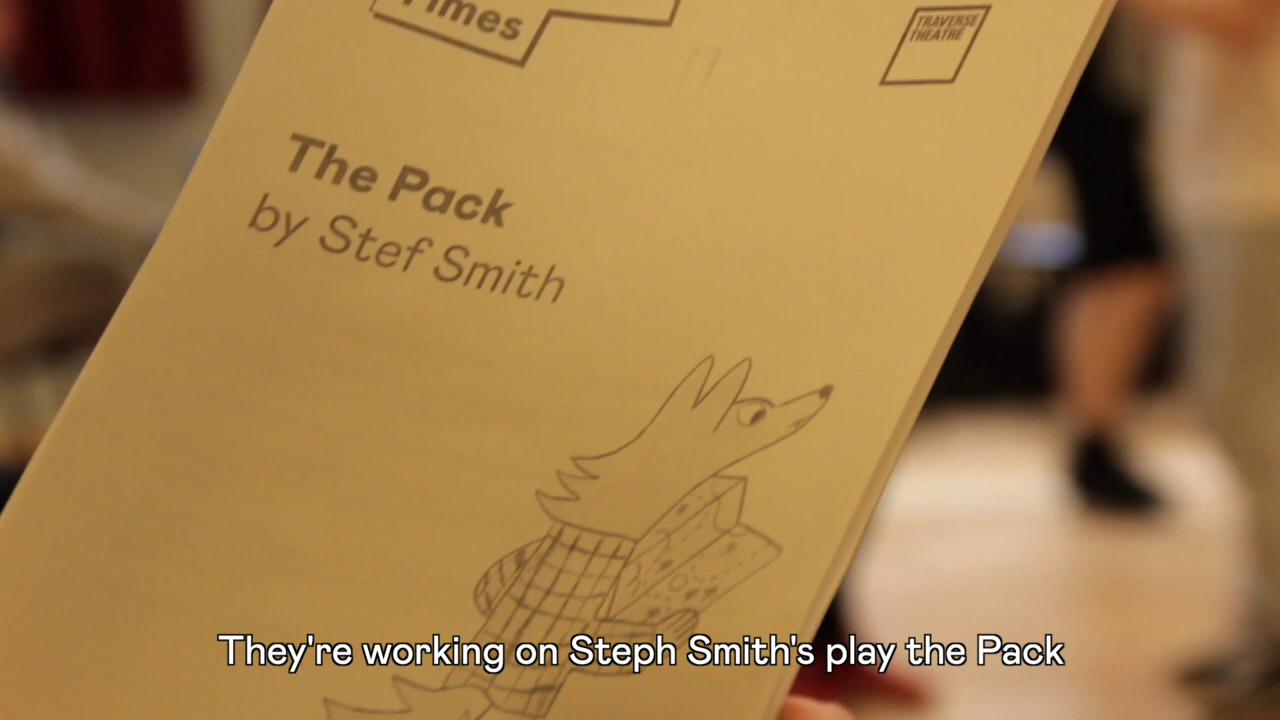 Times
TRAVERSE
THEATRE
The Pack
by Stef Smith
They're working on Steph Smith's play the Pack